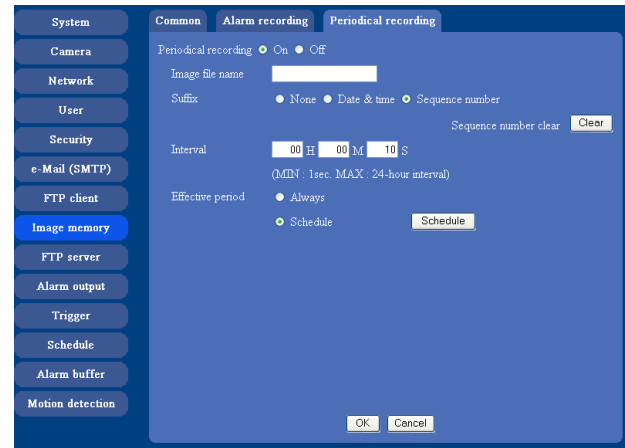 System
Camera
Network
User
Security
e-Mail (SMTP)
FTP client
Image memory
FTP server
Alarm output
Trigger
Schedule
Alarm buffer
Motion detection
Common Alarm recording Periodical recording
Periodical recording On Off
Image file name
Suffix None Date & time Sequence number
Sequence number clear Clear
Interval 00 H 00 M 10 S
(MIN : 1sec. MAX : 24-hour interval)
Effective period Always
Schedule Schedule
OK Cancel